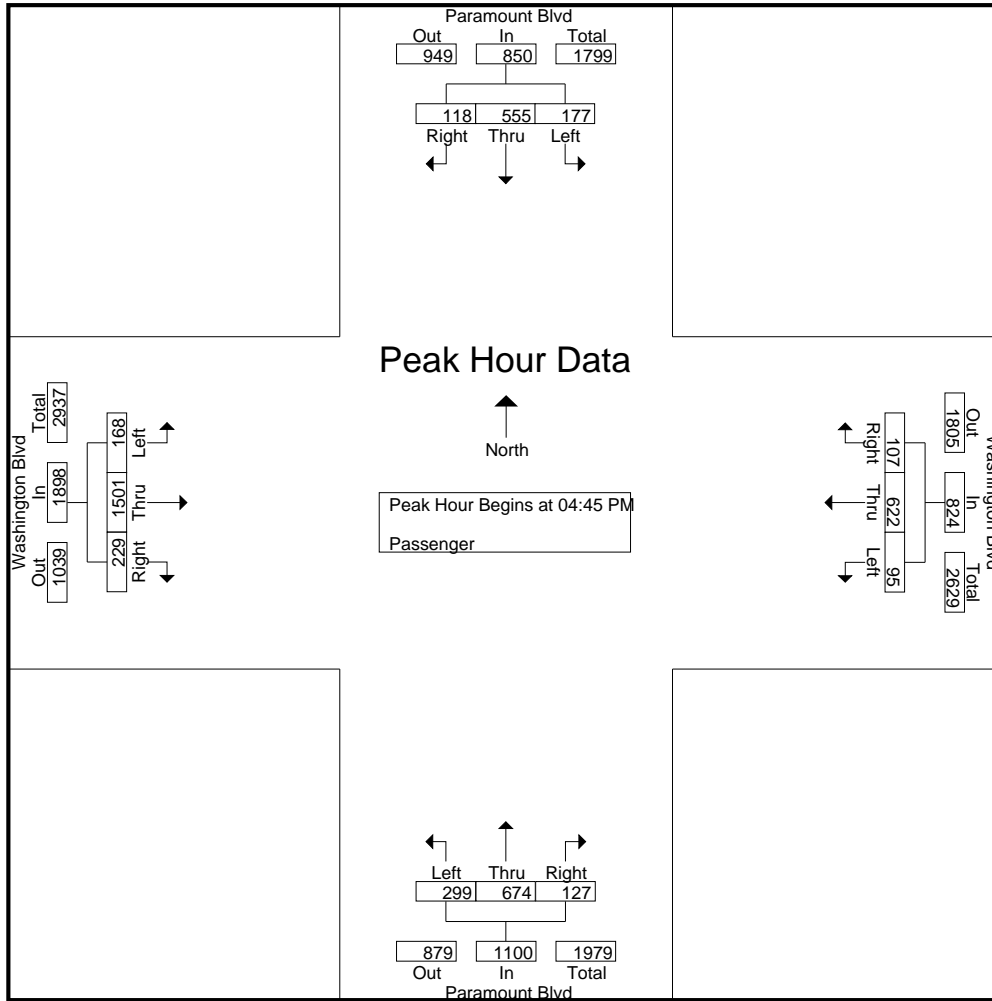 Paramount Blvd
Out In Total
949 850 1799
118 555 177
Right Thru Left
Peak Hour Data
North
Peak Hour Begins at 04:45 PM
Passenger
Washington Blvd
Total In Out
2937 1898 1039
168 1501 229
Left Thru Right
Right Thru Left
107 622 95
1805 824 2629
Out In Total
Washington Blvd
Left Thru Right
299 674 127
879 1100 1979
Out In Total
Paramount Blvd